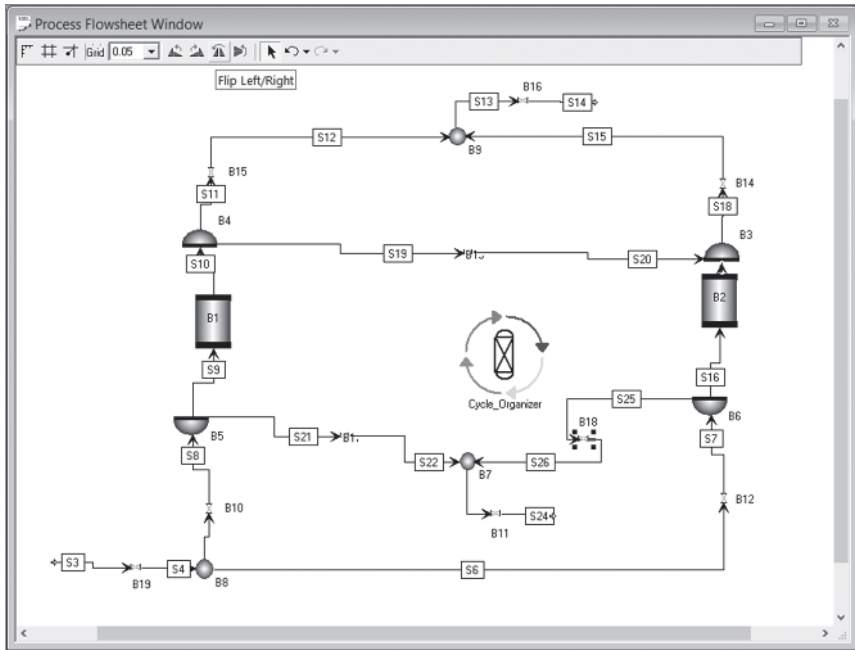 Process Flowsheet Window
Grid 0.05
Flip Left/Right
B16
S13 S14
S12 S15
B9
B15 B14
S11 S18
B4 B3
S10 S19 S20
B1 B2
S9 S16
Cycle_Organizer
S25
B18 B6
B5 S21 S7
S8 S22 S26
B7
B10 B12
S24
B11
S3 S4 S6
B19 B8